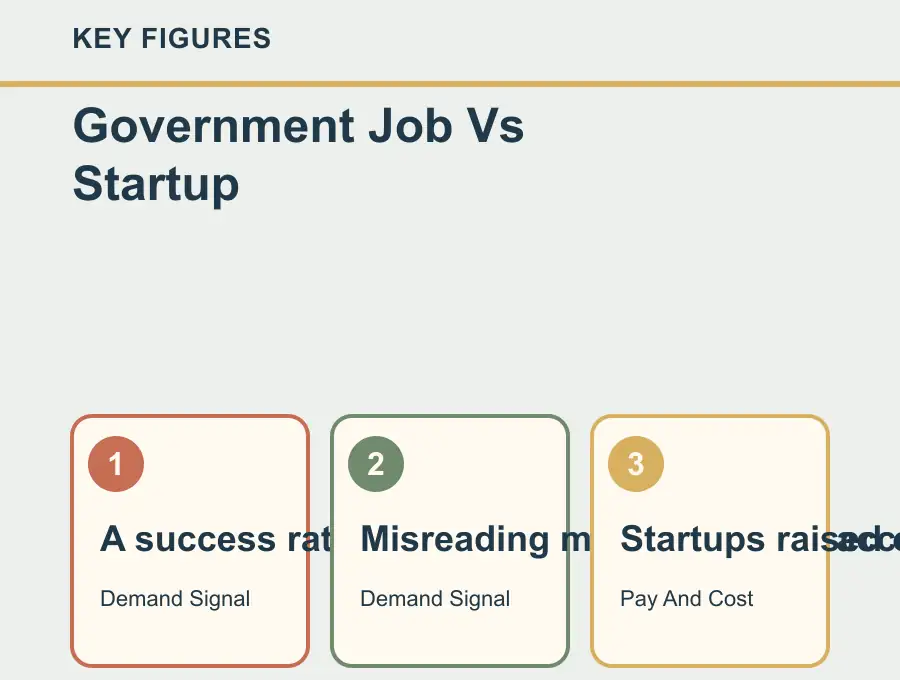 KEY FIGURES
Government Job Vs
Startup
1
2
3
A success
Misreading
Startups
Demand Signal
Demand Signal
Pay And Cost